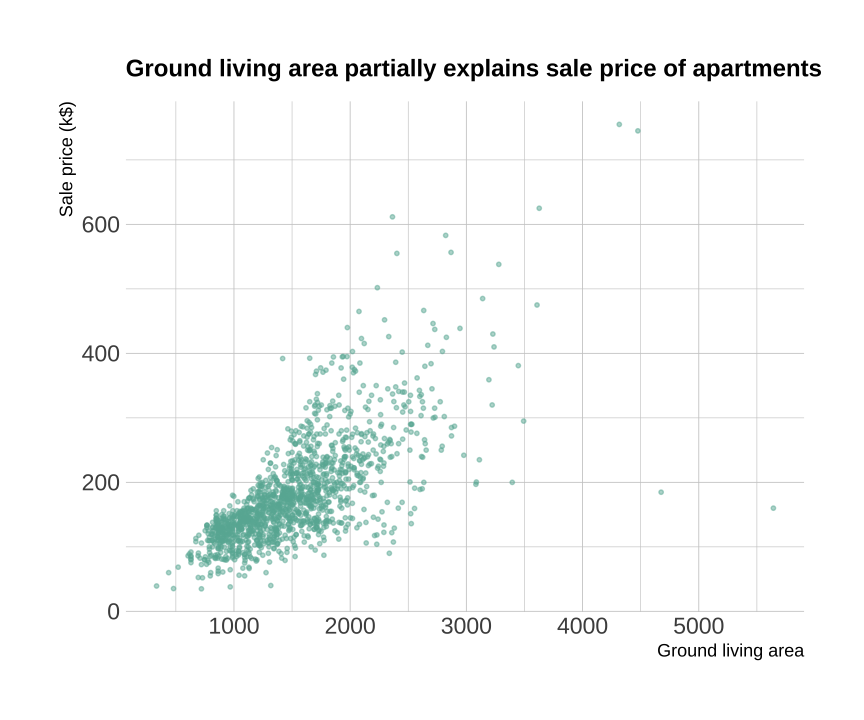 Ground living area partially explains sale price of apartments
Sale price (k$)
600
400
200
0
1000 2000 3000 4000 5000
Ground living area